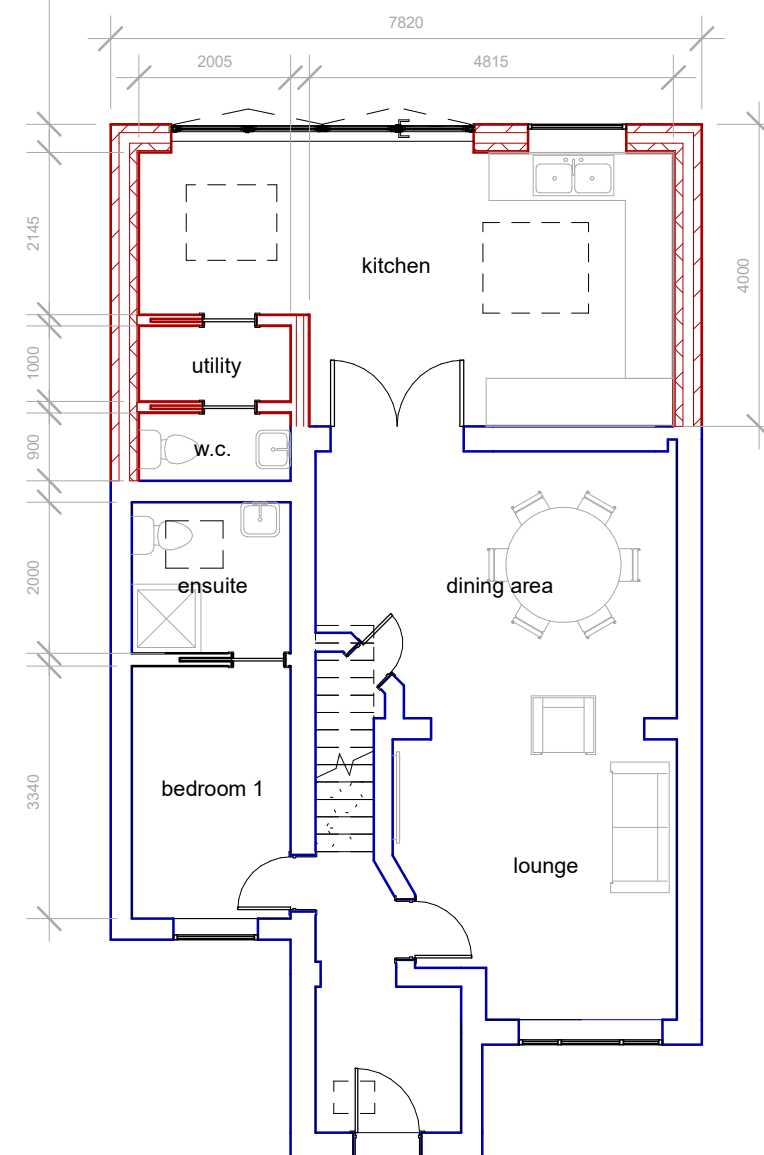 7820
2005
4815
2145
kitchen
4000
1000
utility
900
w.c.
2000
ensuite
dining area
3340
bedroom 1
lounge